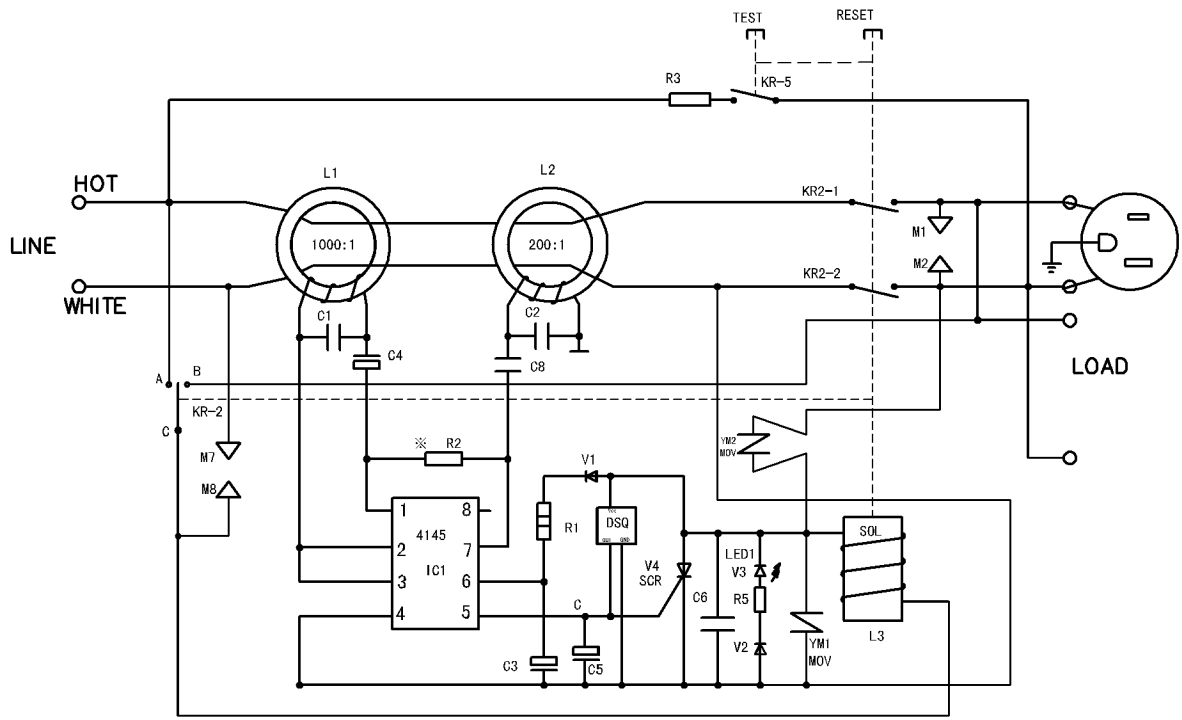 TEST
RESET
R3
KR-5
L1
L2
HOT
KR2-1
1000:1
200:1
M1
LINE
M2
KR2-2
WHITE
C1
C2
C4
C8
LOAD
A
B
KR-2
C
YM2
MOV
M7
※ R2
V1
M8
1
8
4145
2
7
IC1
3
6
4
5
R1
Vcc
DSQ
OUT GND
SOL
LED1
V3
V4
SCR
C6
R5
C
V2
YM1
MOV
L3
C3
C5